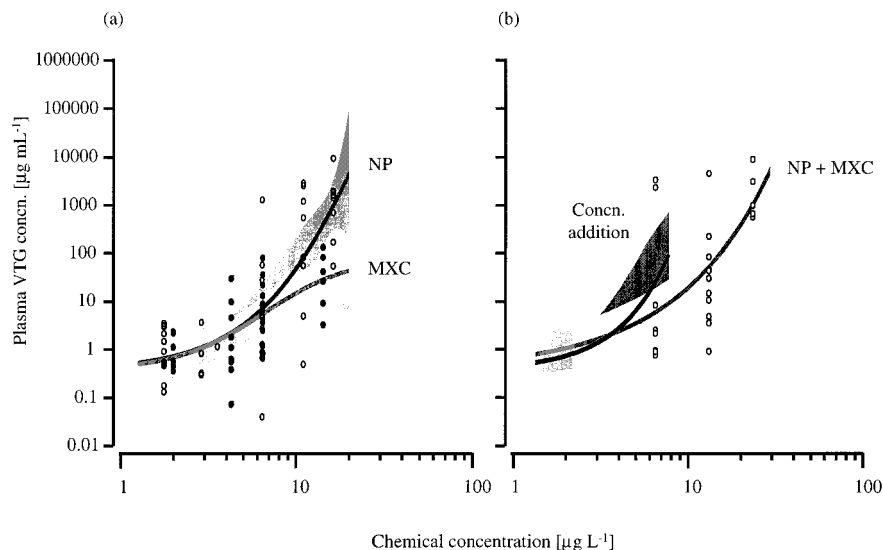 (a)
(b)
Plasma VTG concn. [µg mL-1]
1000000
100000
10000
1000
100
10
1
0.1
0.01
NP
MXC
1
10
100
Concn.
addition
NP + MXC
1
10
100
Chemical concentration [µg L-1]